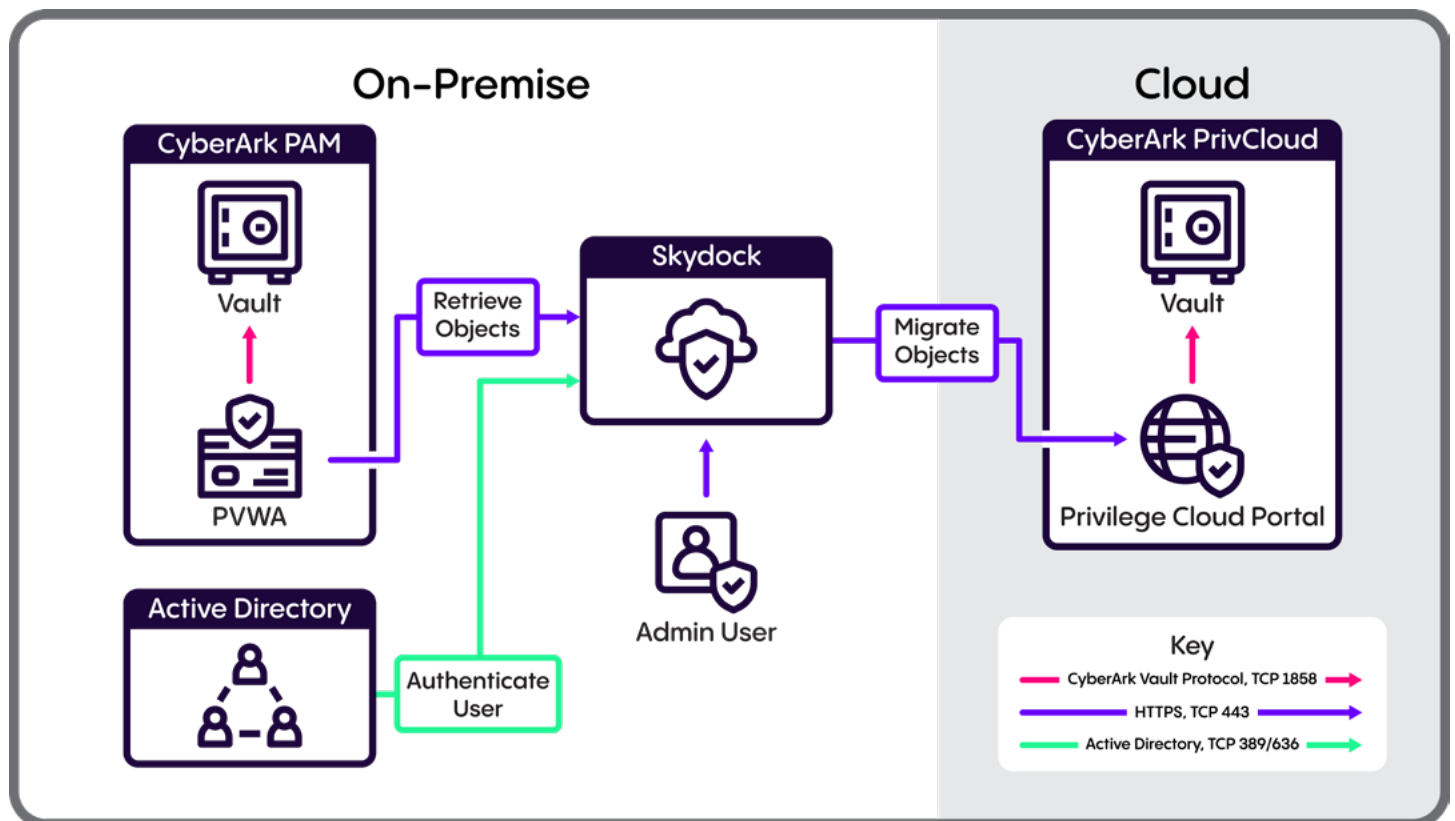 On-Premise
Cloud
CyberArk PAM
Vault
PVWA
Retrieve
Objects
Skydock
Admin User
Active Directory
Authenticate
User
Migrate
Objects
CyberArk PrivCloud
Vault
Privilege Cloud Portal
Key
CyberArk Vault Protocol, TCP 1858
HTTPS, TCP 443
Active Directory, TCP 389/636